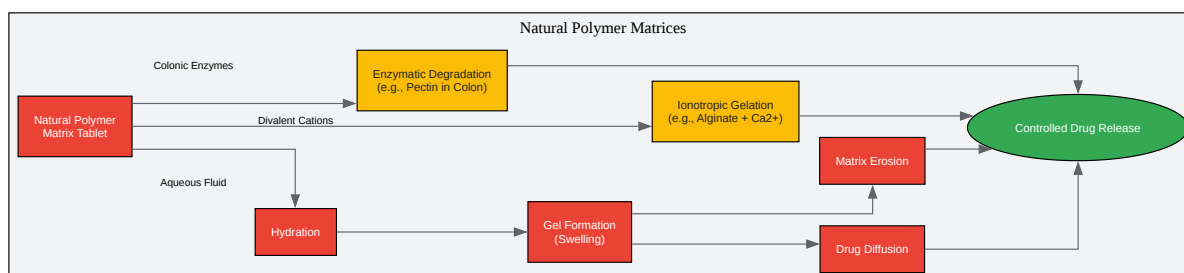 Natural Polymer Matrices
Colonic Enzymes
Enzymatic Degradation
(e.g., Pectin in Colon)
Natural Polymer
Matrix Tablet
Divalent Cations
Ionotropic Gelation
(e.g., Alginate + Ca2+)
Controlled Drug Release
Matrix Erosion
Aqueous Fluid
Hydration
Gel Formation
(Swelling)
Drug Diffusion